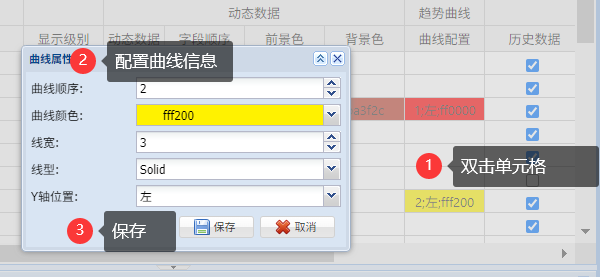 动态数据 趋势曲线
显示级别 动态数据 字段顺序 前景色 背景色 曲线配置 历史数据
曲线属性
2 配置曲线信息
曲线顺序: 2
曲线颜色: fff200
a3f2c 1;左;ff0000
线宽: 3
线型: Solid
1 双击单元格
Y轴位置: 左
2;左;fff200
3 保存
保存 取消